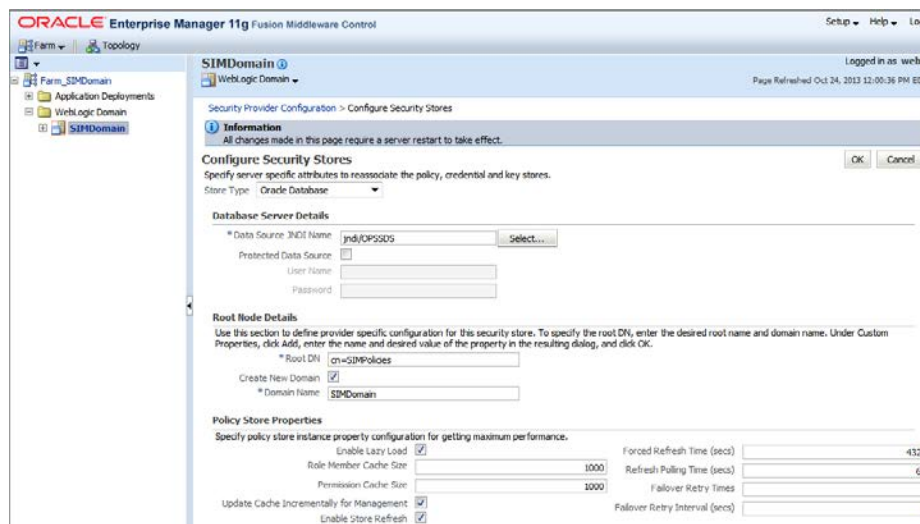 ORACLE Enterprise Manager 11g Fusion Middleware Control
Setup Help Lo
Farm Topology
Farm_SIMDomain
Application Deployments
WebLogic Domain
SIMDomain
SIMDomain
Logged in as web
WebLogic Domain
Page Refreshed Oct 24, 2013 12:00:36 PM ED
Security Provider Configuration > Configure Security Stores
Information
All changes made in this page require a server restart to take effect.
Configure Security Stores
OK Cancel
Specify server specific attributes to reassociate the policy, credential and key stores.
Store Type Oracle Database
Database Server Details
* Data Source JNDI Name jndi/OPSSDS Select...
Protected Data Source
User Name
Password
Root Node Details
Use this section to define provider specific configuration for this security store. To specify the root DN, enter the desired root name and domain name. Under Custom
Properties, click Add, enter the name and desired value of the property in the resulting dialog, and click OK.
* Root DN cn=SIMPolicies
Create New Domain
* Domain Name SIMDomain
Policy Store Properties
Specify policy store instance property configuration for getting maximum performance.
Enable Lazy Load
Forced Refresh Time (secs) 432
Role Member Cache Size 1000
Refresh Polling Time (secs) 6
Permission Cache Size 1000
Failover Retry Times
Update Cache Incrementally for Management
Failover Retry Interval (secs)
Enable Store Refresh